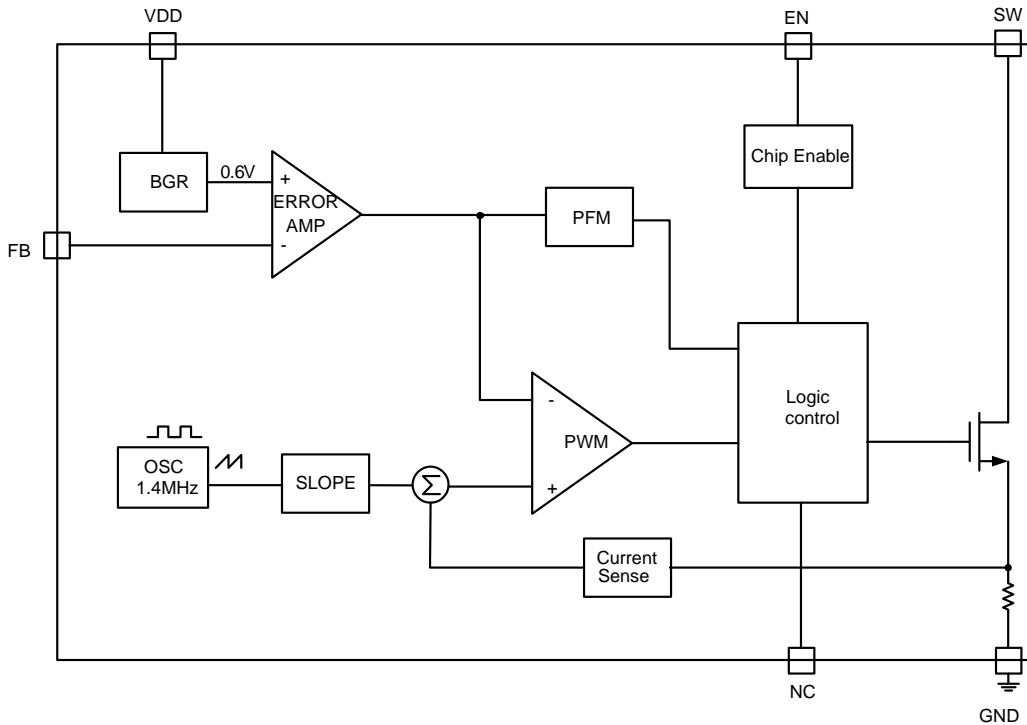 VDD
EN
SW
Chip Enable
BGR
0.6V
+
ERROR
AMP
-
PFM
FB
Logic
control
-
PWM
+
OSC
1.4MHz
SLOPE
Σ
Current
Sense
NC
GND